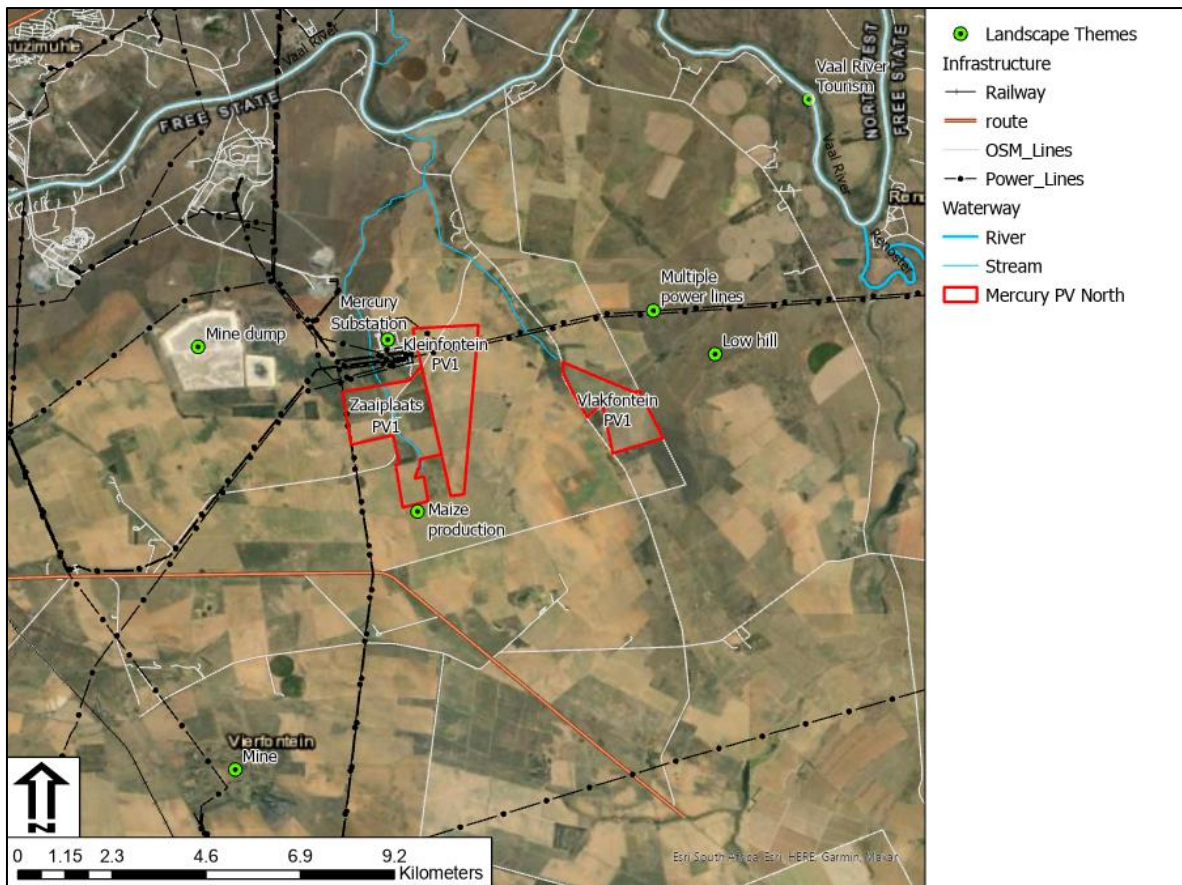 nuzimuhle
Vaal River
FREE STATE
Vaal River
Tourism
NORTH WEST
FREE STATE
Vaal River
Renoster
Multiple
power lines
Mercury
Substation
Mine dump
Kleinfontein
PV1
Low hill
Zaaiplaats
PV1
Vlakfontein
PV1
Maize
production
Vierfontein
Mine
N
0 1.15 2.3 4.6 6.9 9.2
Kilometers
Esri South Africa, Esri, HERE, Garmin, Maxar
Landscape Themes
Infrastructure
Railway
route
OSM_Lines
Power_Lines
Waterway
River
Stream
Mercury PV North